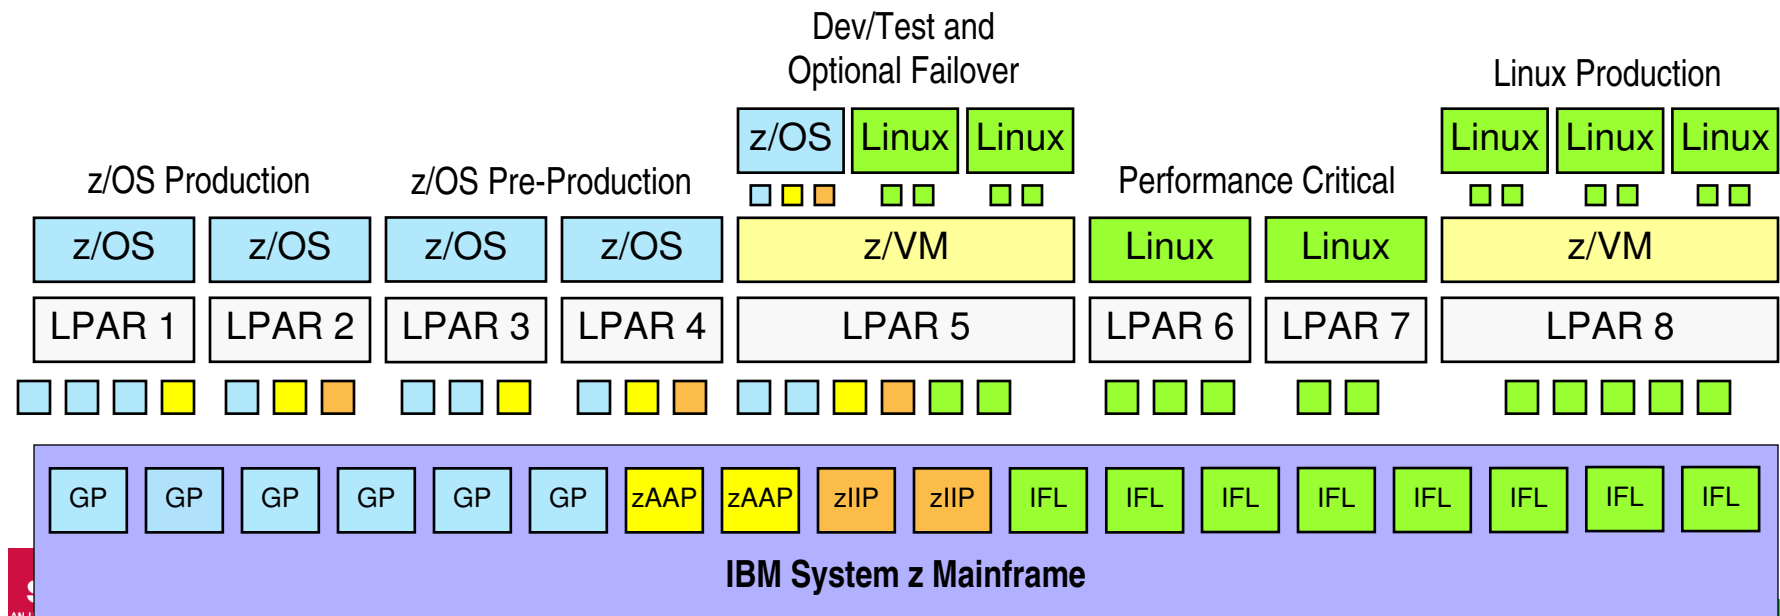 Dev/Test and
Optional Failover
Linux Production
z/OS Linux Linux
Linux Linux Linux
z/OS Production
z/OS Pre-Production
Performance Critical
z/OS z/OS z/OS z/OS z/VM Linux Linux z/VM
LPAR 1 LPAR 2 LPAR 3 LPAR 4 LPAR 5 LPAR 6 LPAR 7 LPAR 8
GP GP GP GP GP GP zAAP zAAP zIIP zIIP IFL IFL IFL IFL IFL IFL IFL IFL
IBM System z Mainframe